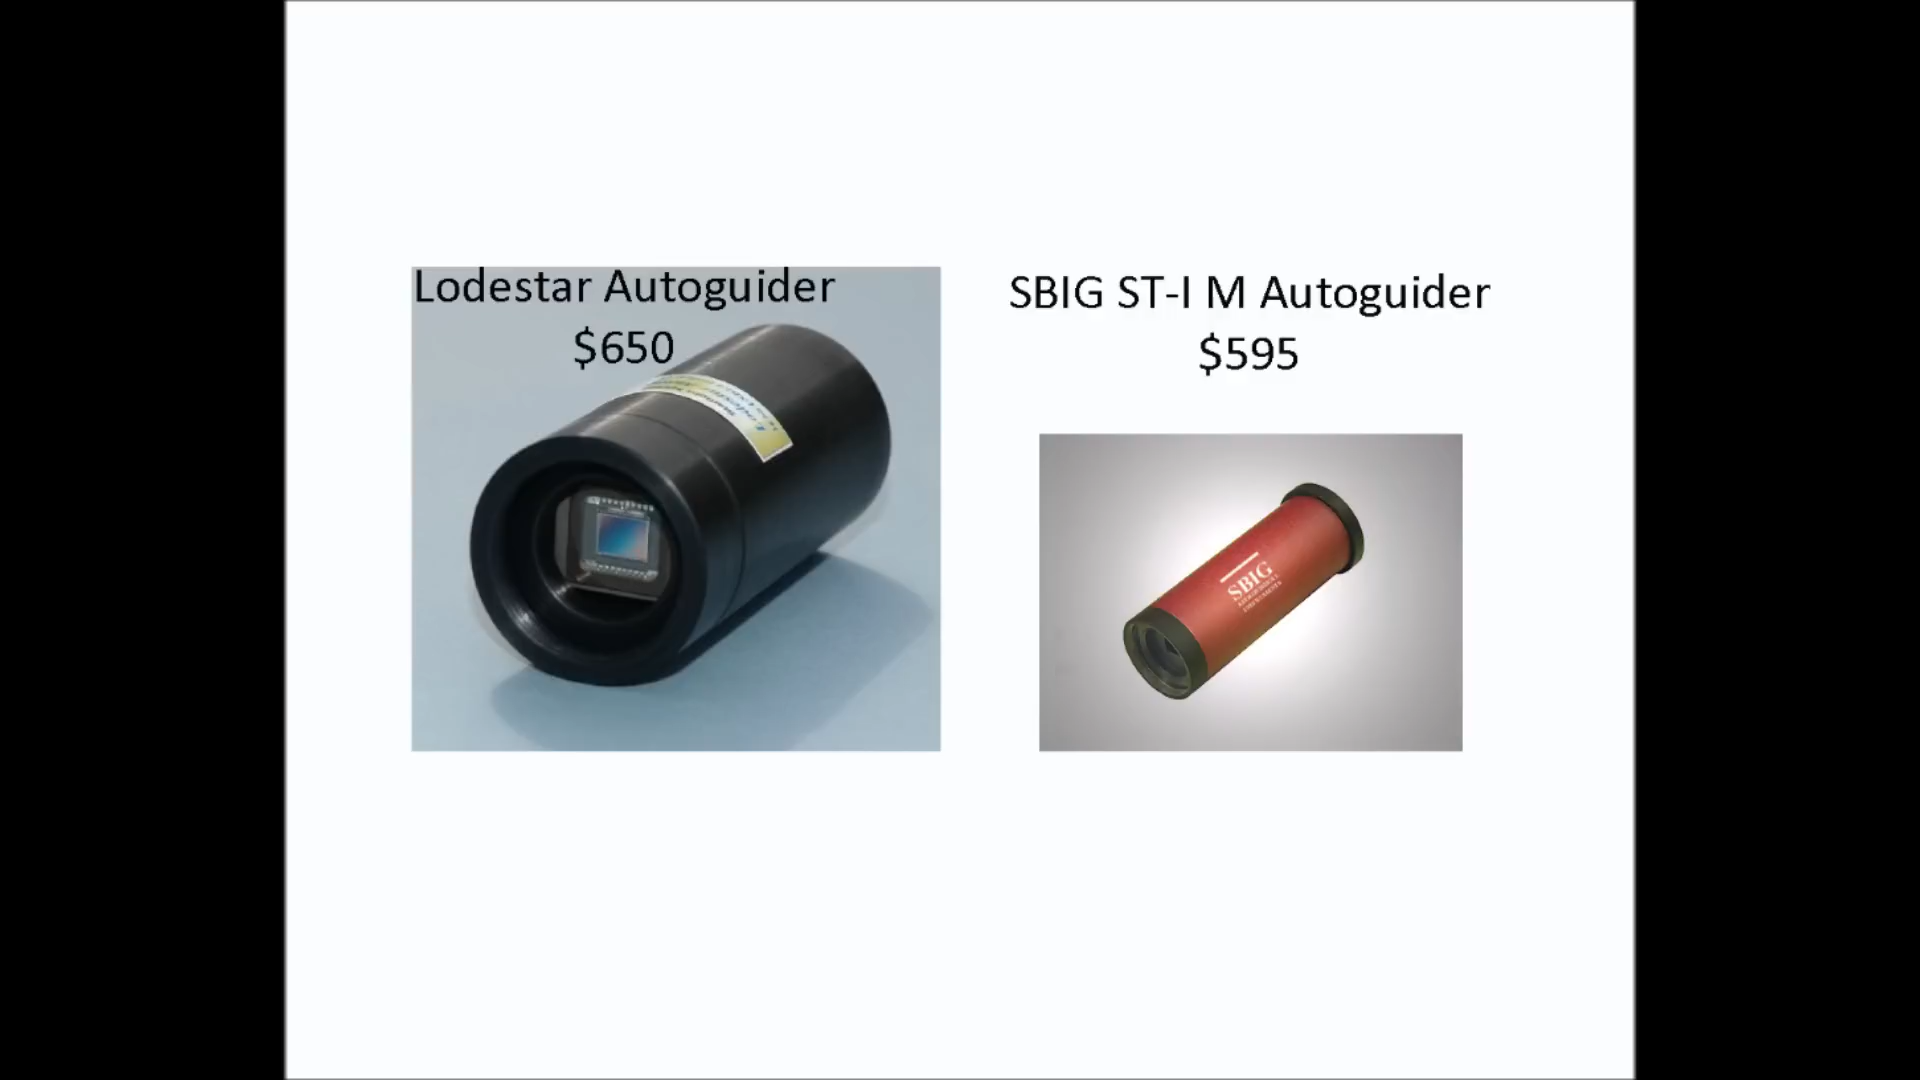 Lodestar Autoguider
$650
SBIG ST-I M Autoguider
$595
SBIG